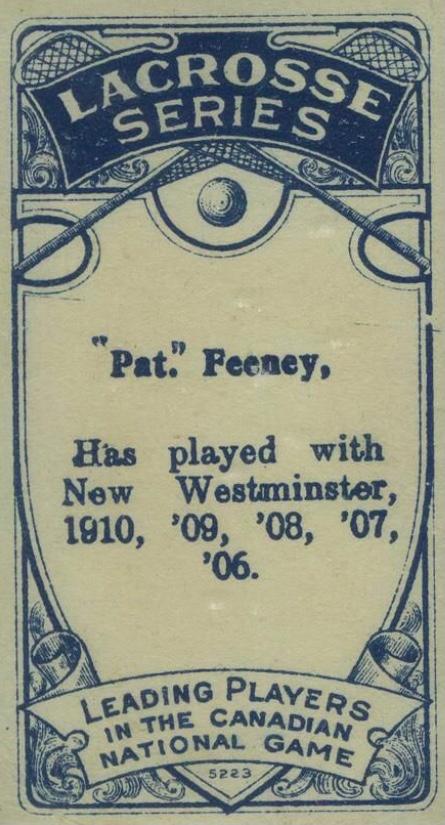 LACROSSE
SERIES
"Pat." Feeney,
Has played with
New Westminster,
1910, '09, '08, '07,
'06.
LEADING PLAYERS
IN THE CANADIAN
NATIONAL GAME
5223